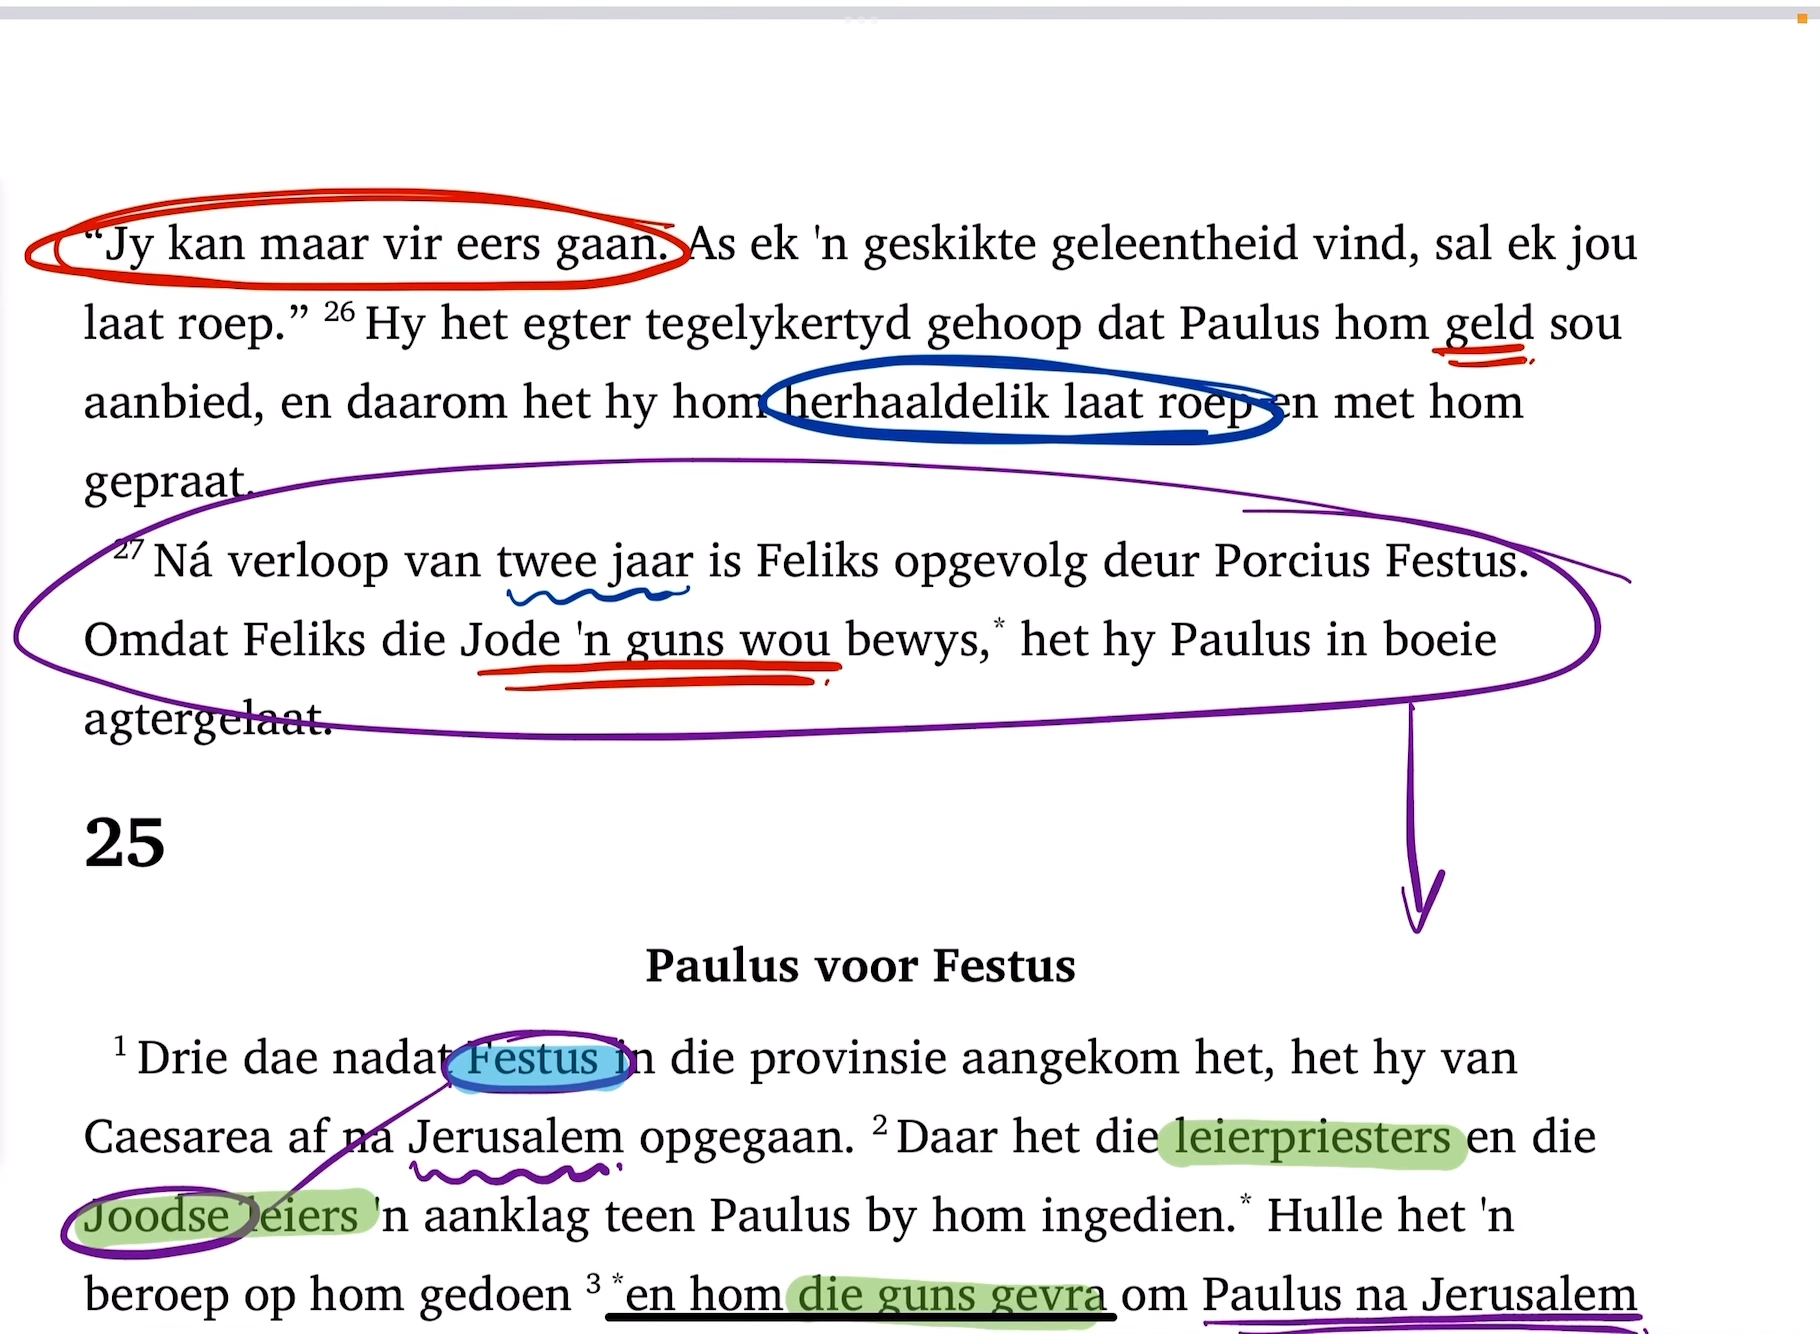 “Jy kan maar vir eers gaan. As ek 'n geskikte geleentheid vind, sal ek jou
laat roep.” 26 Hy het egter tegelykertyd gehoop dat Paulus hom geld sou
aanbied, en daarom het hy hom herhaaldelik laat roep en met hom
gepraat.
27 Ná verloop van twee jaar is Feliks opgevolg deur Porcius Festus.
Omdat Feliks die Jode 'n guns wou bewys,* het hy Paulus in boeie
agtergelaat.
25
Paulus voor Festus
1 Drie dae nadat Festus in die provinsie aangekom het, het hy van
Caesarea af na Jerusalem opgegaan. 2 Daar het die leierpriesters en die
Joodse leiers 'n aanklag teen Paulus by hom ingedien.* Hulle het 'n
beroep op hom gedoen 3 *en hom die guns gevra om Paulus na Jerusalem